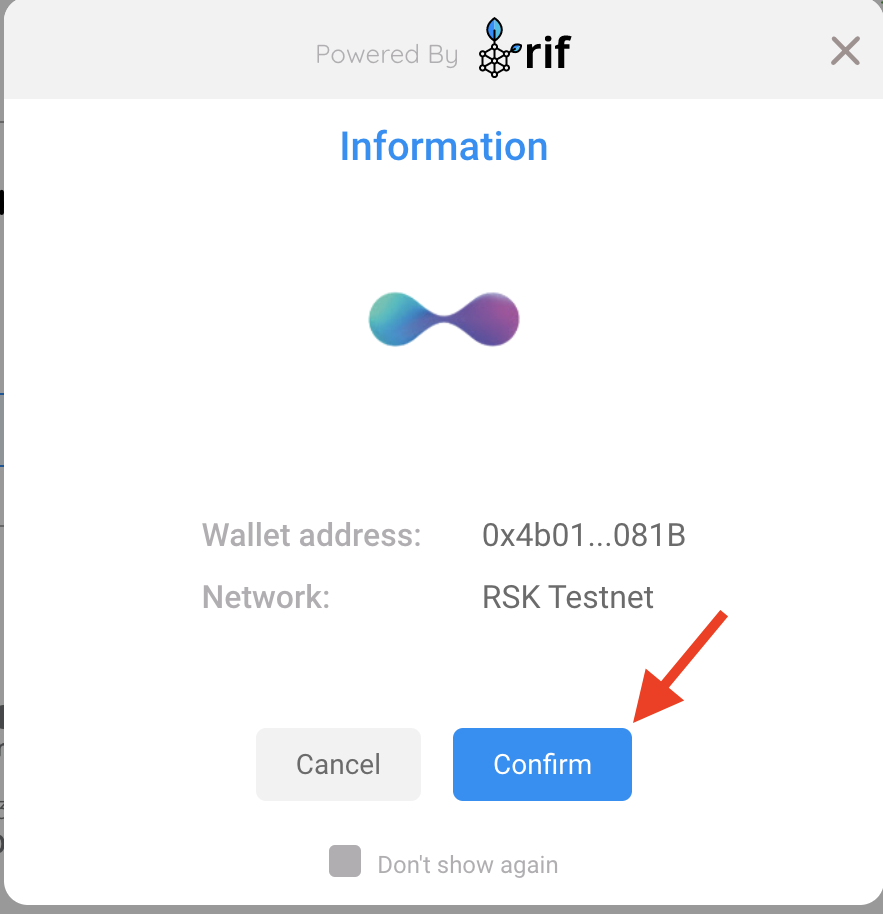 Powered By rif
Information
Wallet address: 0x4b01...081B
Network: RSK Testnet
Cancel Confirm
Don't show again